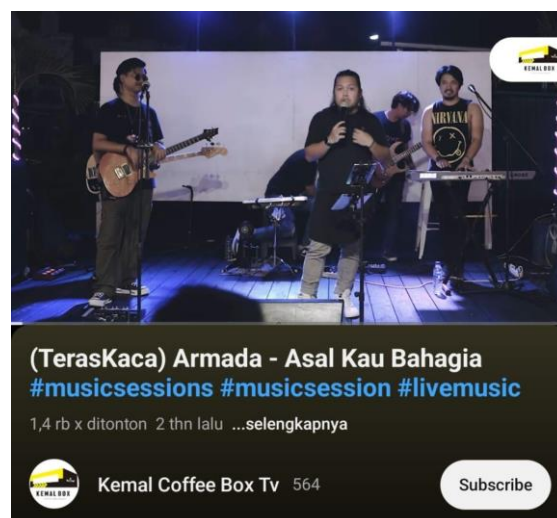 KEMAL BOX
NIRVANA
(TerasKaca) Armada - Asal Kau Bahagia
#musicsessions #musicsession #livemusic
1,4 rb x ditonton 2 thn lalu ...selengkapnya
KEMAL BOX
Kemal Coffee Box Tv 564
Subscribe